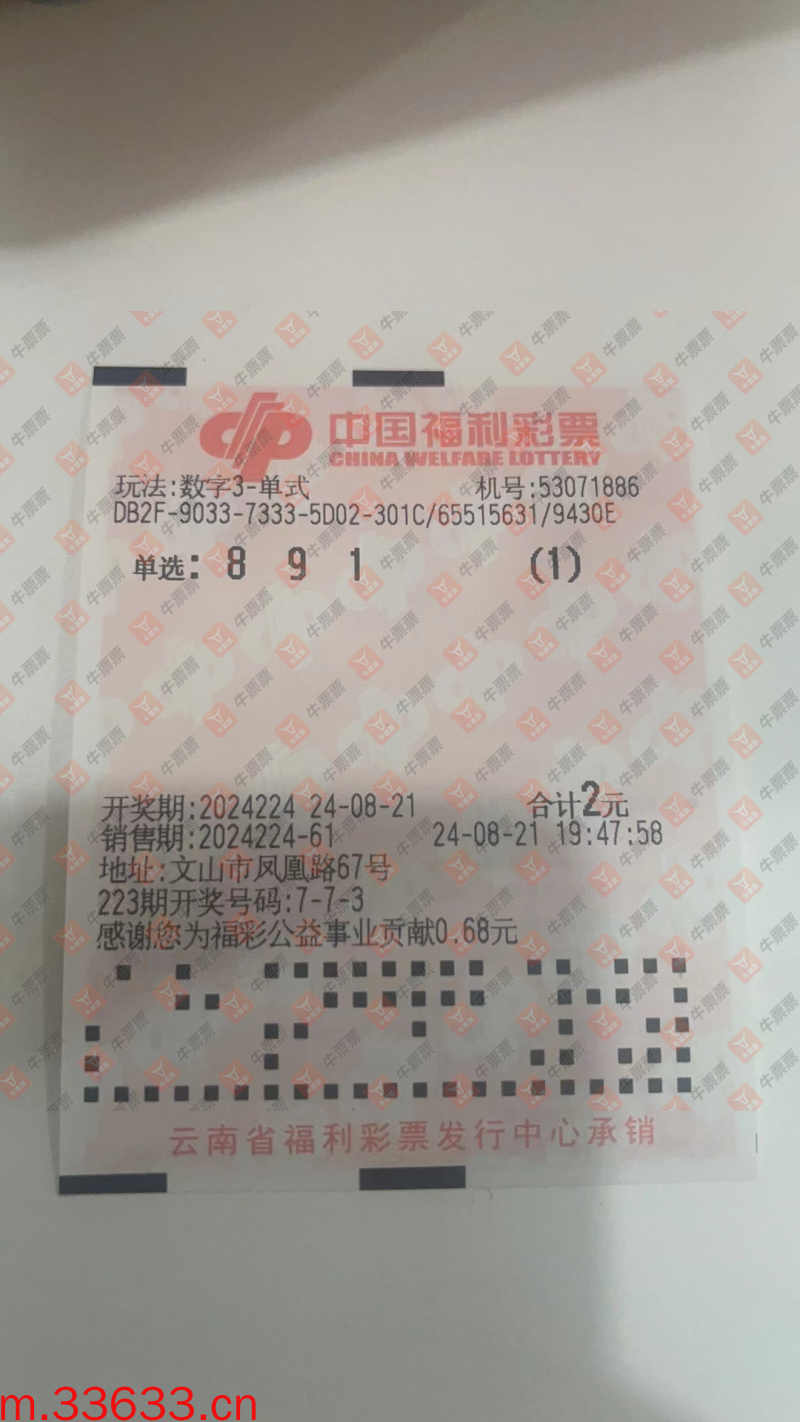 中国福利彩票
CHINA WELFARE LOTTERY
玩法:数字3-单式 机号:53071886
DB2F-9033-7333-5D02-301C/65515631/9430E
单选: 8 9 1 (1)
开奖期:2024224 24-08-21 合计2元
销售期:2024224-61 24-08-21 19:47:58
地址:文山市凤凰路67号
223期开奖号码:7-7-3
感谢您为福彩公益事业贡献0.68元
云南省福利彩票发行中心承销
牛票票
m.33633.cn